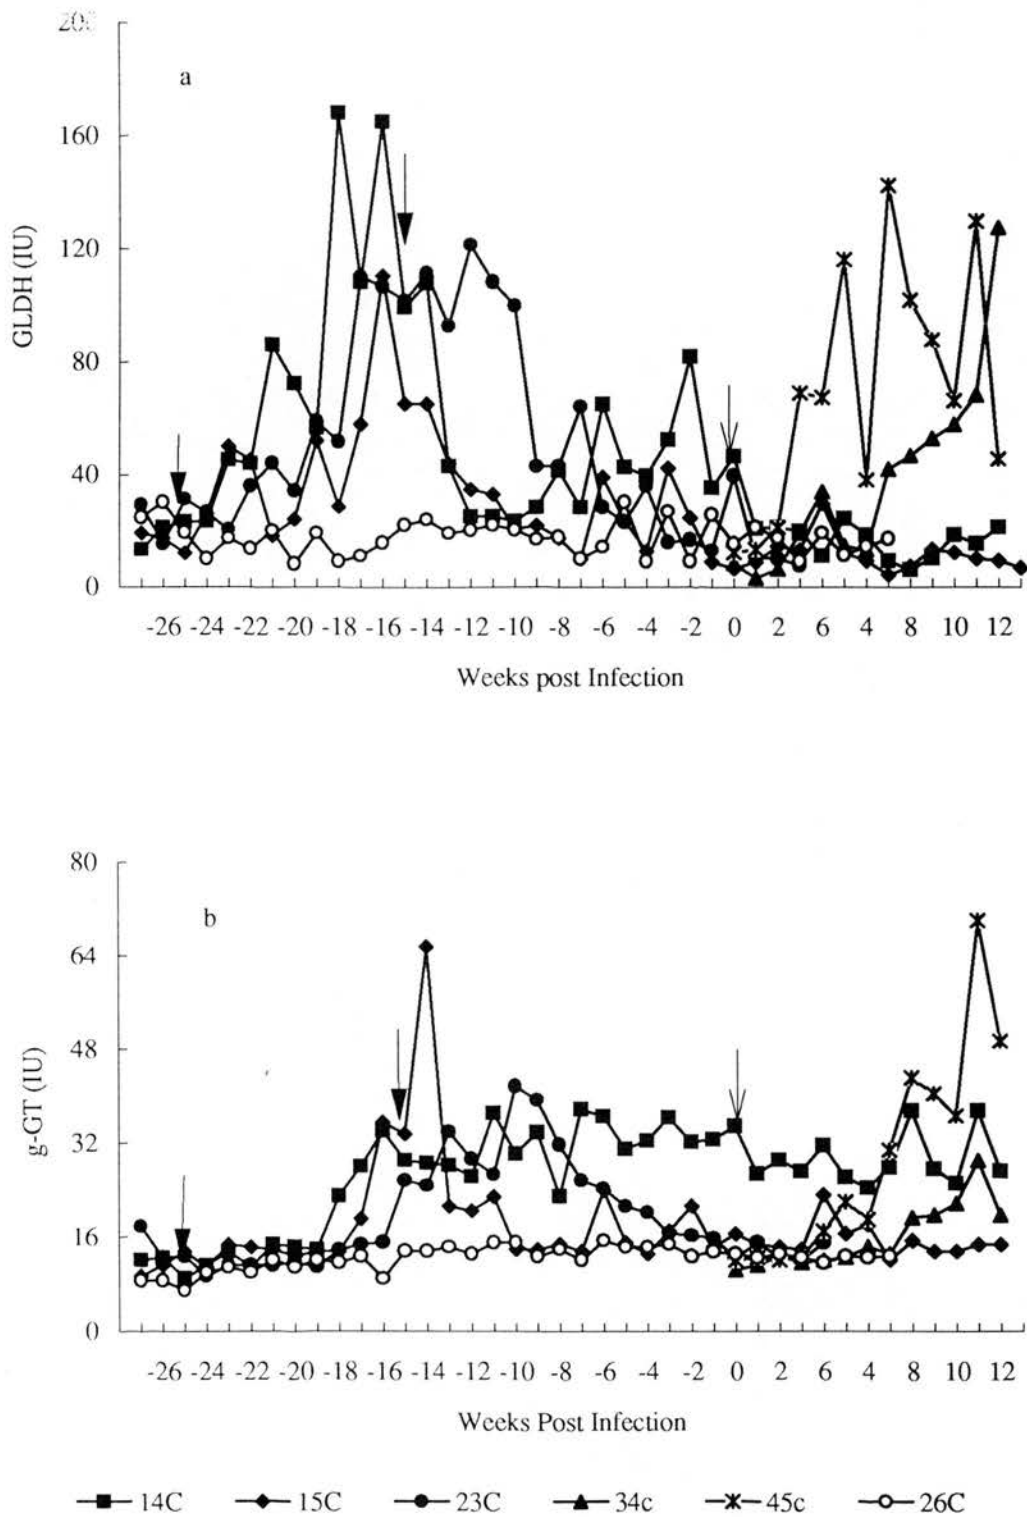 200
a
160
120
80
40
0
GLDH (IU)
-26 -24 -22 -20 -18 -16 -14 -12 -10 -8 -6 -4 -2 0 2 6 4 8 10 12
Weeks post Infection
80
b
64
48
32
16
0
g-GT (IU)
-26 -24 -22 -20 -18 -16 -14 -12 -10 -8 -6 -4 -2 0 2 4 6 8 10 12
Weeks Post Infection
14C 15C 23C 34c 45c 26C